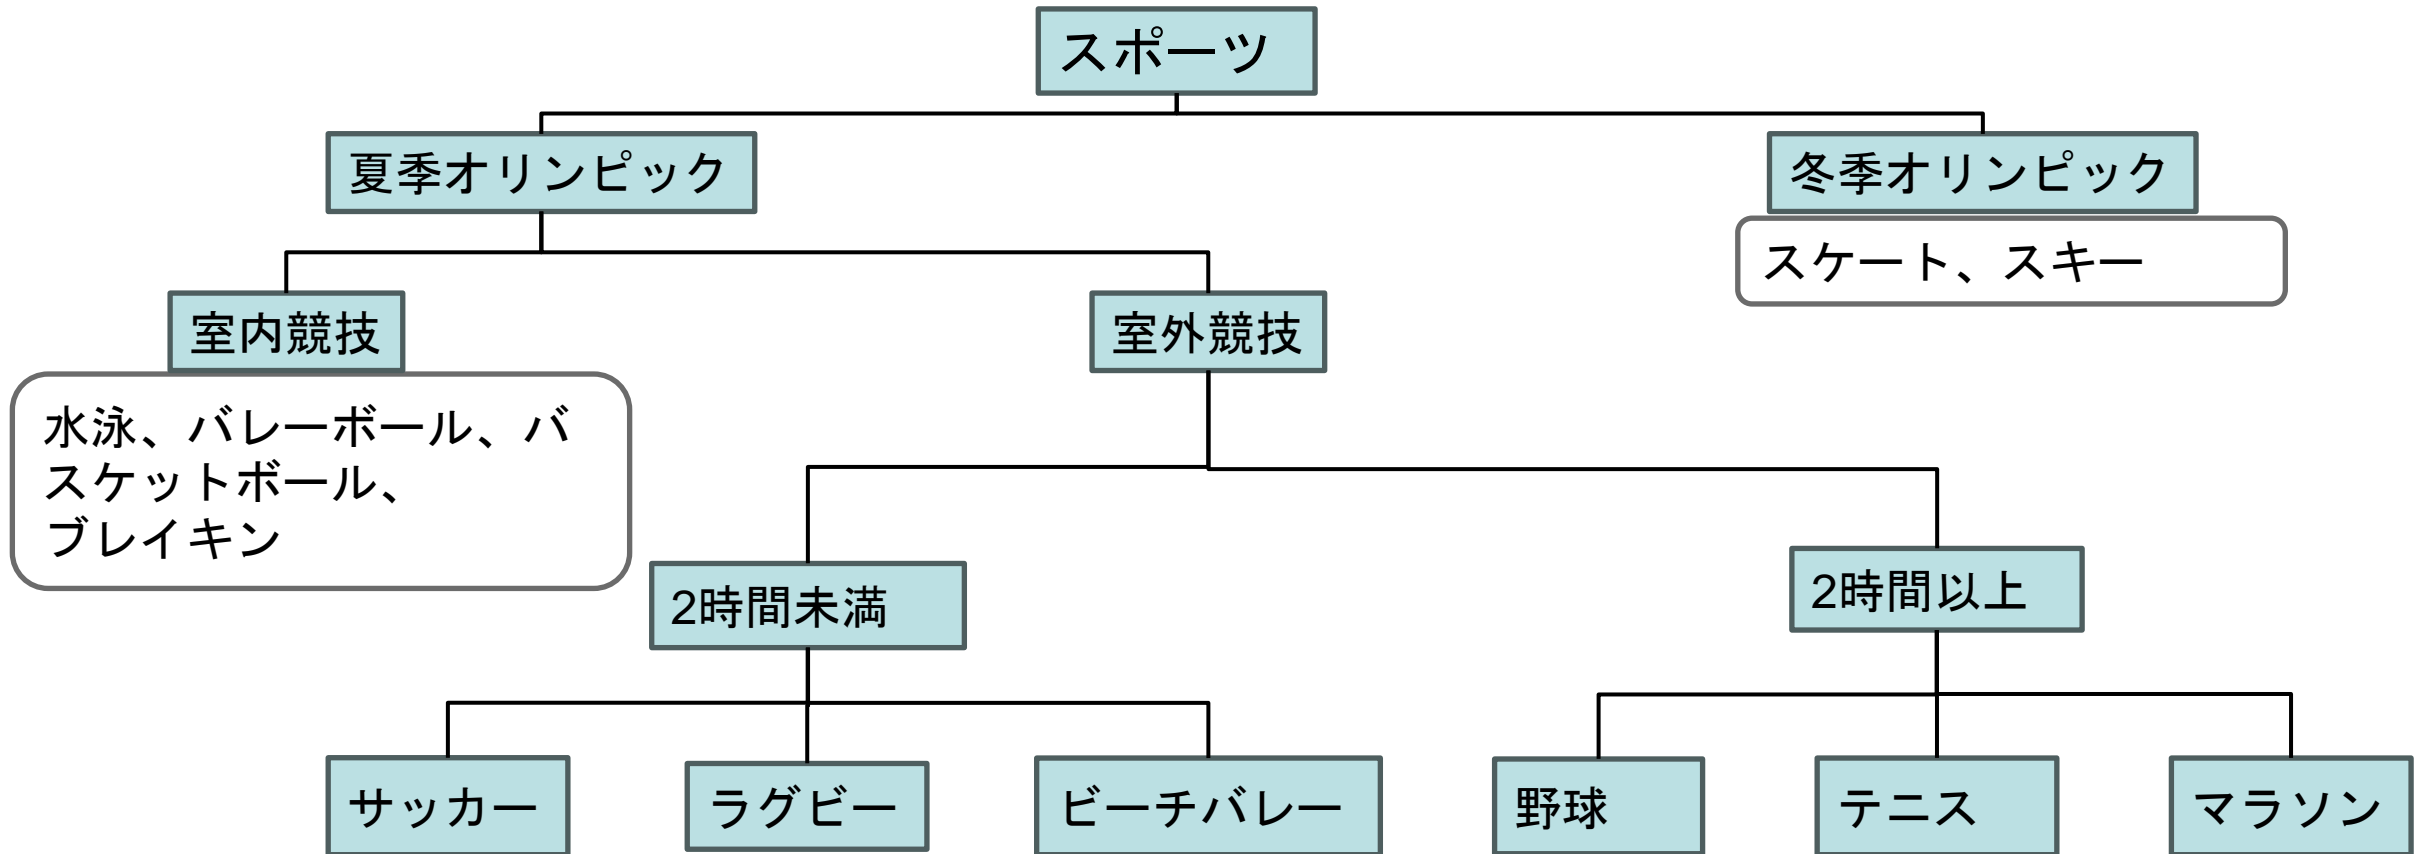 スポーツ
夏季オリンピック
冬季オリンピック
スケート、スキー
室内競技
室外競技
水泳、バレーボール、バ
スケットボール、
ブレイキン
2時間未満
2時間以上
サッカー
ラグビー
ビーチバレー
野球
テニス
マラソン